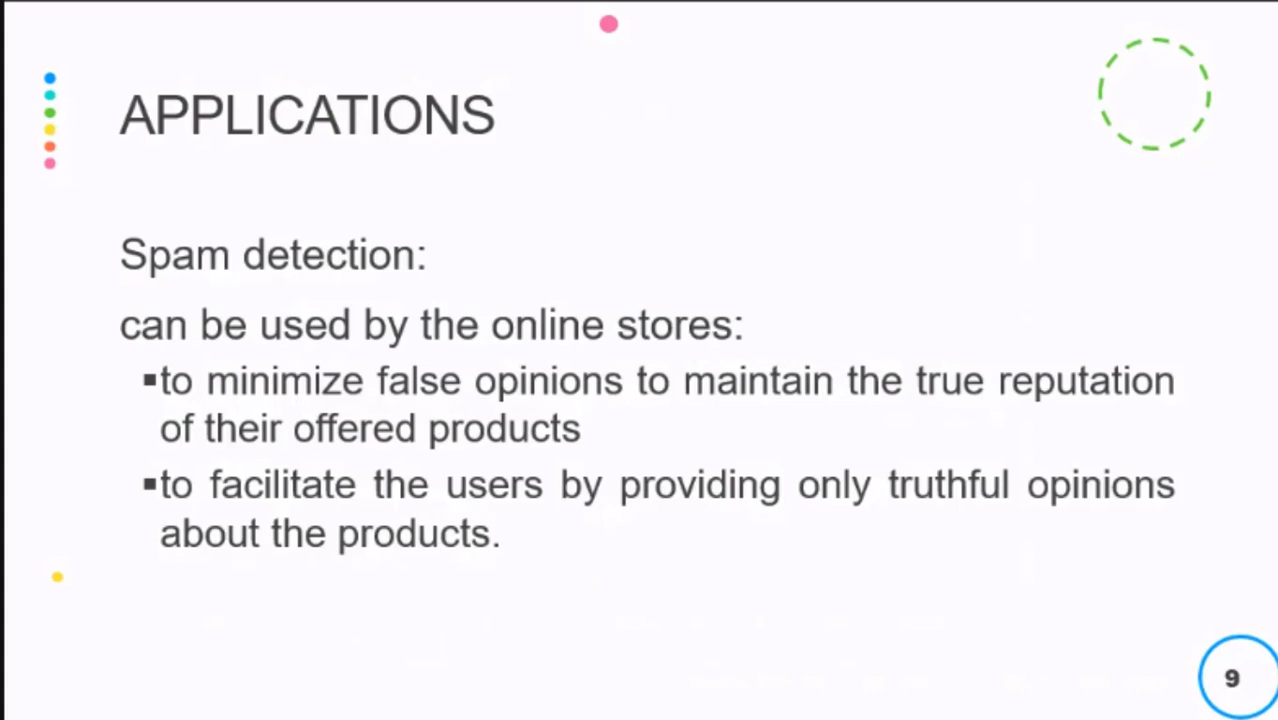 APPLICATIONS
Spam detection:
can be used by the online stores:
▪to minimize false opinions to maintain the true reputation
of their offered products
▪to facilitate the users by providing only truthful opinions
about the products.
9